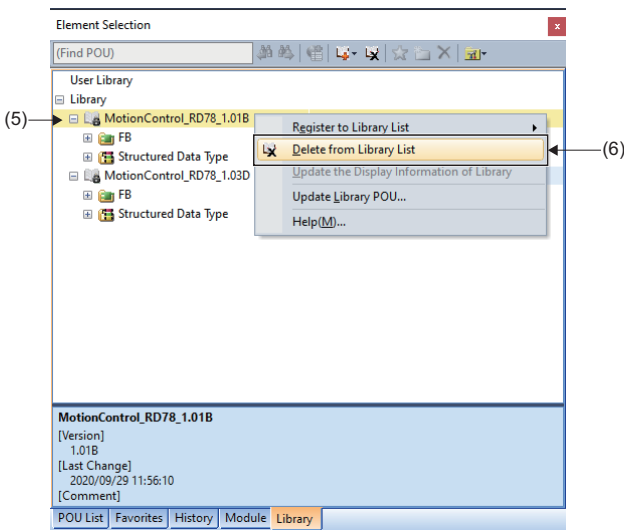 Element Selection
x
(Find POU)
User Library
Library
(5)
MotionControl_RD78_1.01B
FB
Structured Data Type
MotionControl_RD78_1.03D
FB
Structured Data Type
Register to Library List
Delete from Library List
(6)
Update the Display Information of Library
Update Library POU...
Help(M)...
MotionControl_RD78_1.01B
[Version]
1.01B
[Last Change]
2020/09/29 11:56:10
[Comment]
POU List Favorites History Module Library